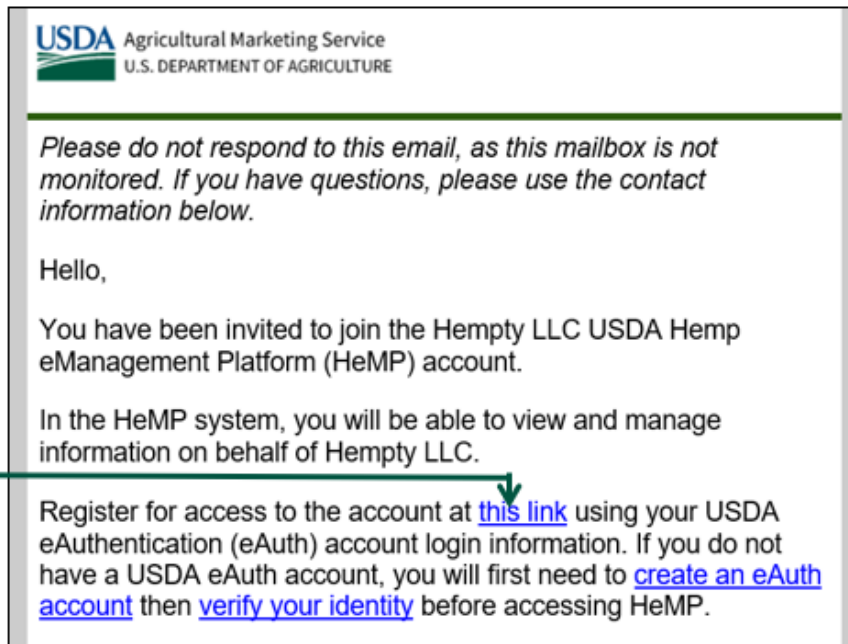 USDA Agricultural Marketing Service
U.S. DEPARTMENT OF AGRICULTURE
Please do not respond to this email, as this mailbox is not
monitored. If you have questions, please use the contact
information below.
Hello,
You have been invited to join the Hempty LLC USDA Hemp
eManagement Platform (HeMP) account.
In the HeMP system, you will be able to view and manage
information on behalf of Hempty LLC.
Register for access to the account at this link using your USDA
eAuthentication (eAuth) account login information. If you do not
have a USDA eAuth account, you will first need to create an eAuth
account then verify your identity before accessing HeMP.